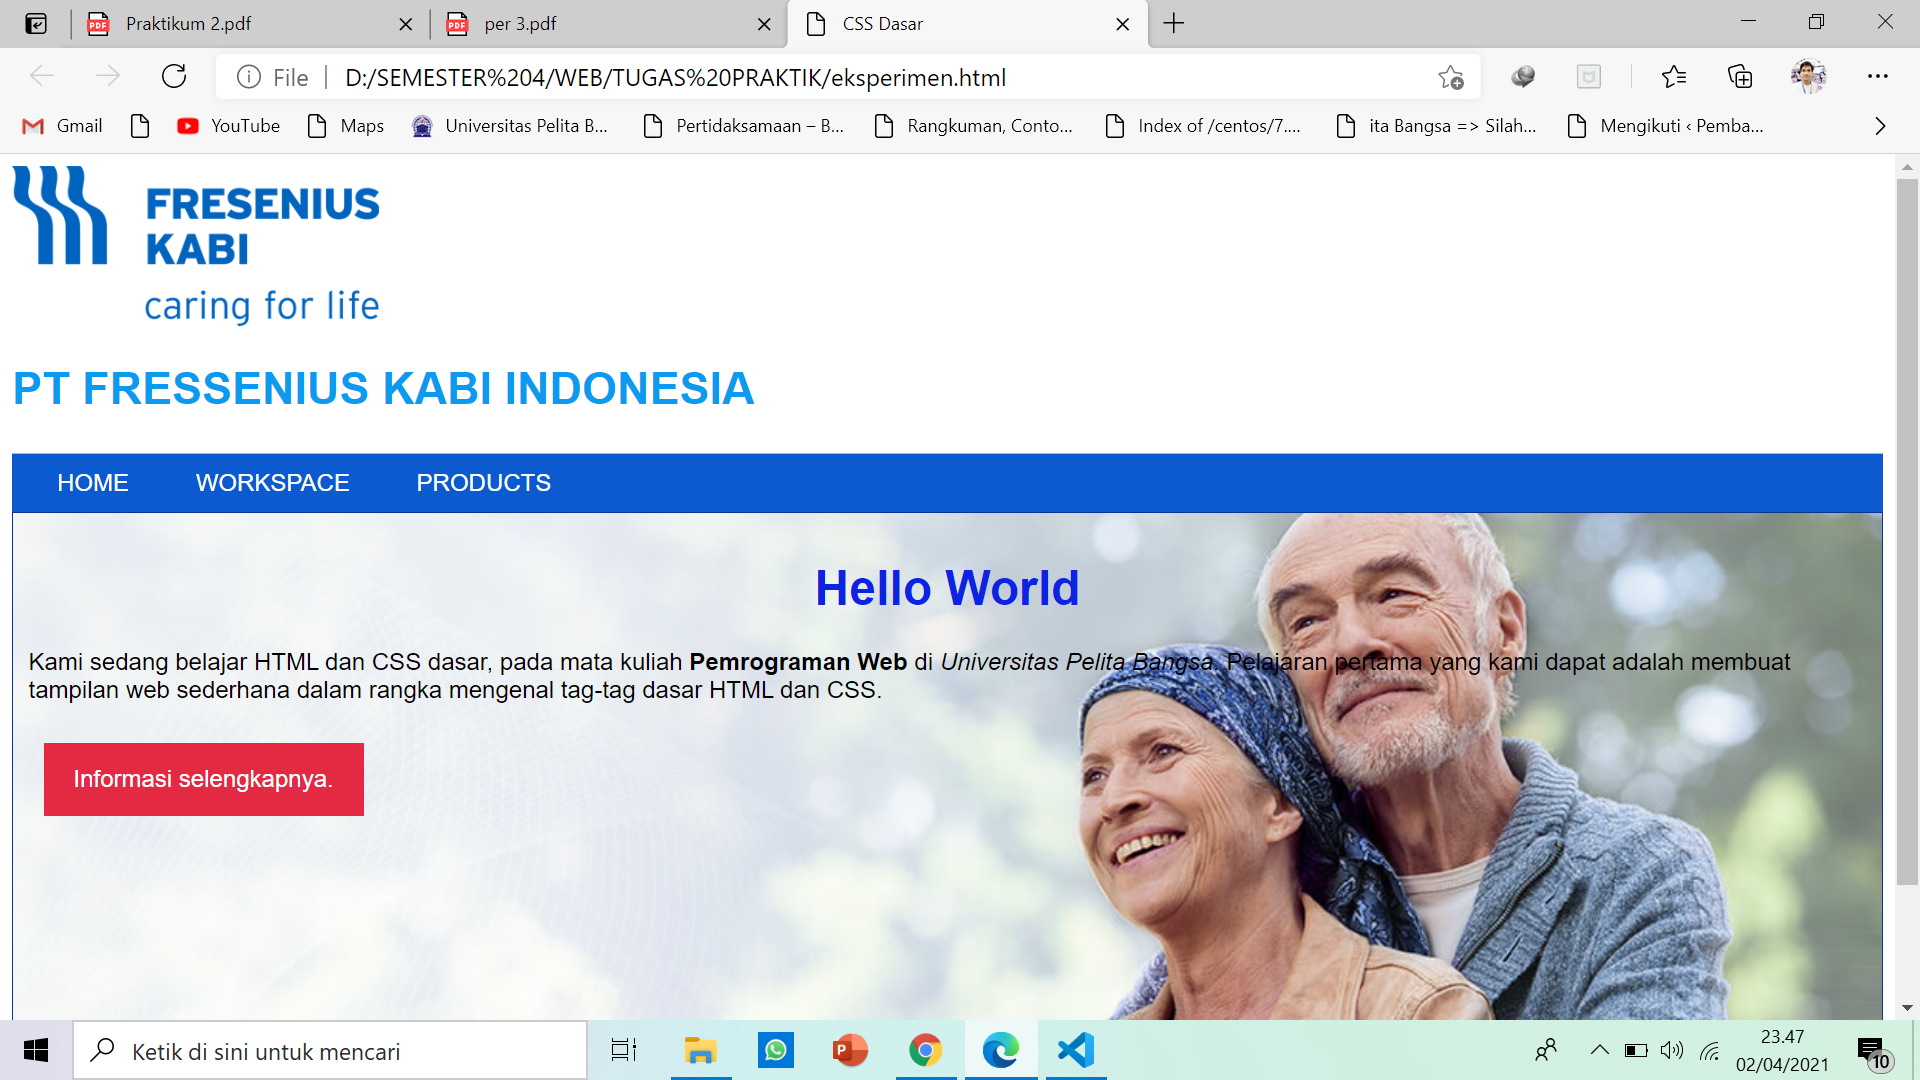 Praktikum 2.pdf
per 3.pdf
CSS Dasar
File
D:/SEMESTER%204/WEB/TUGAS%20PRAKTIK/eksperimen.html
Gmail
YouTube
Maps
Universitas Pelita B...
Pertidaksamaan – B...
Rangkuman, Conto...
Index of /centos/7....
ita Bangsa => Silah...
Mengikuti ‹ Pemba...
FRESENIUS
KABI
caring for life
PT FRESSENIUS KABI INDONESIA
HOME
WORKSPACE
PRODUCTS
Hello World
Kami sedang belajar HTML dan CSS dasar, pada mata kuliah Pemrograman Web di Universitas Pelita Bangsa. Pelajaran pertama yang kami dapat adalah membuat
tampilan web sederhana dalam rangka mengenal tag-tag dasar HTML dan CSS.
Informasi selengkapnya.
Ketik di sini untuk mencari
23.47
02/04/2021
10